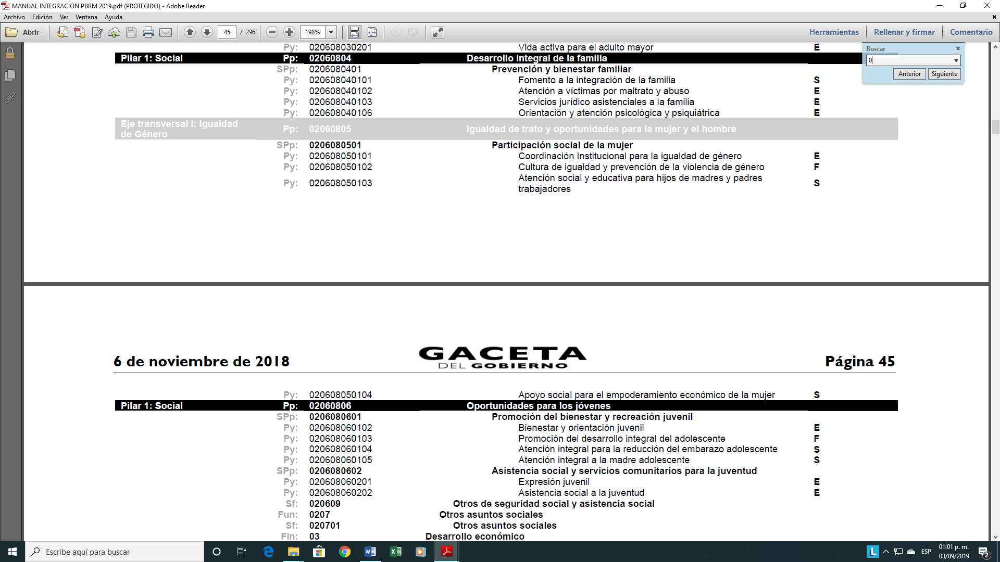 MANUAL INTEGRACION PBRM 2019.pdf (PROTEGIDO) - Adobe Reader
Archivo Edición Ver Ventana Ayuda
Abrir 45 / 296 198% Herramientas Rellenar y firmar Comentario
Buscar
0
Anterior Siguiente
Py: 020608030201 Vida activa para el adulto mayor E
Pilar 1: Social Pp: 02060804 Desarrollo integral de la familia
SPp: 0206080401 Prevención y bienestar familiar
Py: 020608040101 Fomento a la integración de la familia S
Py: 020608040102 Atención a víctimas por maltrato y abuso E
Py: 020608040103 Servicios jurídico asistenciales a la familia E
Py: 020608040106 Orientación y atención psicológica y psiquiátrica E
Eje transversal I: Igualdad
de Género Pp: 02060805 Igualdad de trato y oportunidades para la mujer y el hombre
SPp: 0206080501 Participación social de la mujer
Py: 020608050101 Coordinación Institucional para la igualdad de género E
Py: 020608050102 Cultura de igualdad y prevención de la violencia de género F
Py: 020608050103 Atención social y educativa para hijos de madres y padres
trabajadores S
6 de noviembre de 2018 GACETA Página 45
DEL GOBIERNO
Py: 020608050104 Apoyo social para el empoderamiento económico de la mujer S
Pilar 1: Social Pp: 02060806 Oportunidades para los jóvenes
SPp: 0206080601 Promoción del bienestar y recreación juvenil
Py: 020608060102 Bienestar y orientación juvenil E
Py: 020608060103 Promoción del desarrollo integral del adolescente F
Py: 020608060104 Atención integral para la reducción del embarazo adolescente S
Py: 020608060105 Atención integral a la madre adolescente S
SPp: 0206080602 Asistencia social y servicios comunitarios para la juventud
Py: 020608060201 Expresión juvenil E
Py: 020608060202 Asistencia social a la juventud E
Sf: 020609 Otros de seguridad social y asistencia social
Fun: 0207 Otros asuntos sociales
Sf: 020701 Otros asuntos sociales
Fin: 03 Desarrollo económico
Escribe aquí para buscar L ESP 01:01 p. m.
03/09/2019 2